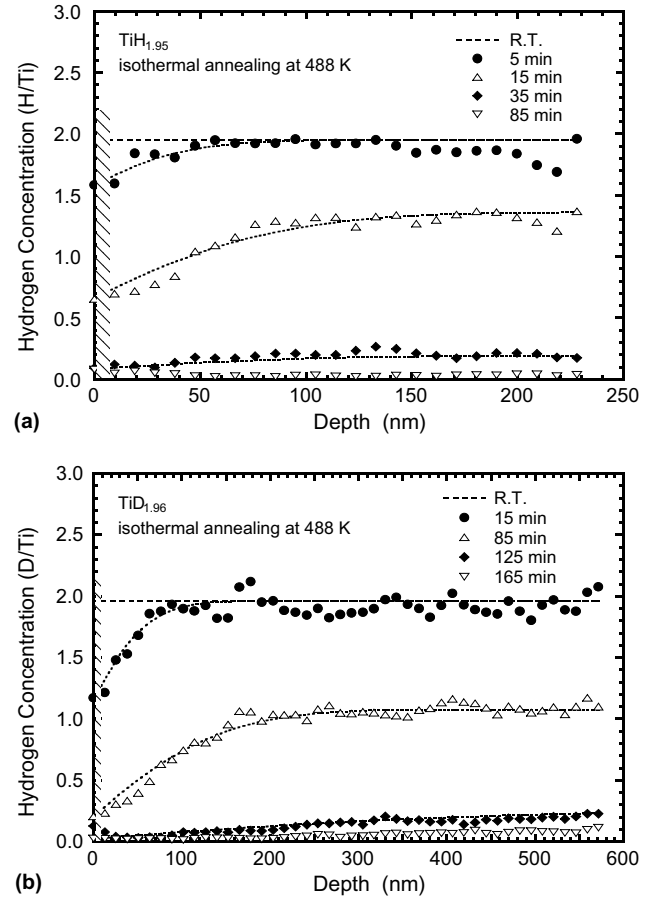 TiH1.95
isothermal annealing at 488 K
R.T.
5 min
15 min
35 min
85 min
3.0
2.5
2.0
1.5
1.0
0.5
0.0
Hydrogen Concentration (H/Ti)
0 50 100 150 200 250
Depth (nm)
(a)
TiD1.96
isothermal annealing at 488 K
R.T.
15 min
85 min
125 min
165 min
3.0
2.5
2.0
1.5
1.0
0.5
0.0
Hydrogen Concentration (D/Ti)
0 100 200 300 400 500 600
Depth (nm)
(b)